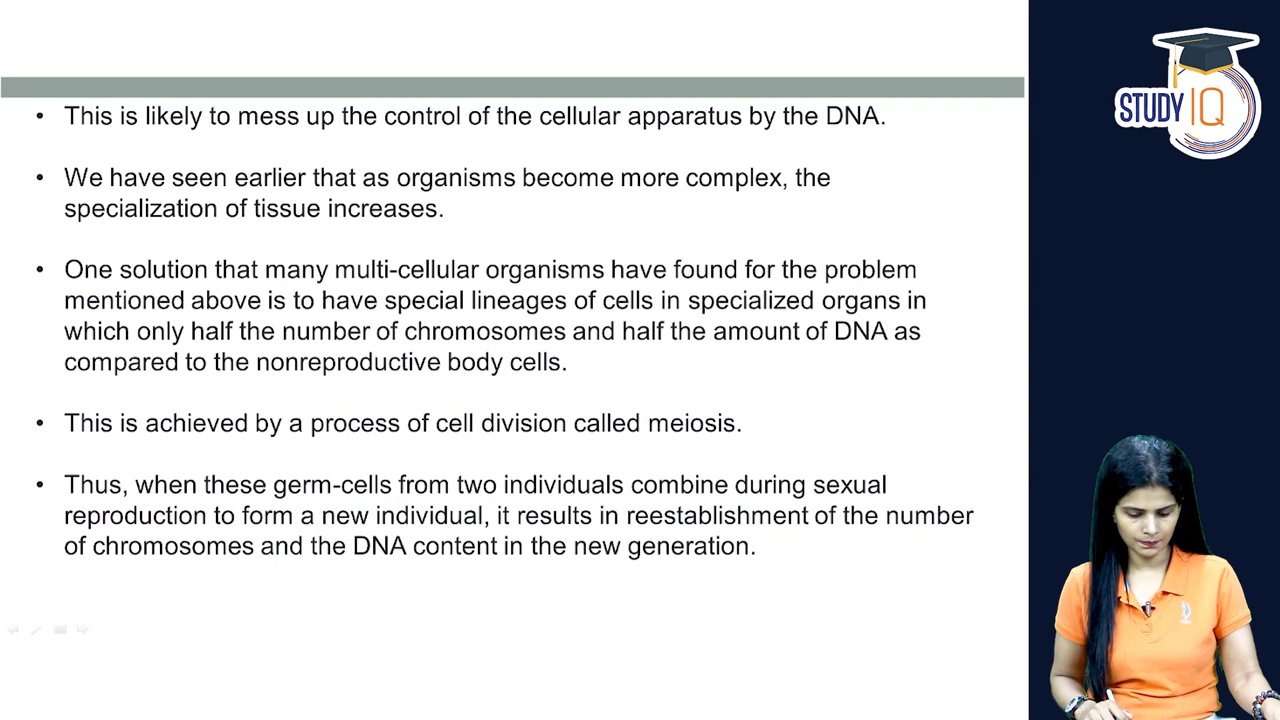 • This is likely to mess up the control of the cellular apparatus by the DNA.
• We have seen earlier that as organisms become more complex, the
specialization of tissue increases.
• One solution that many multi-cellular organisms have found for the problem
mentioned above is to have special lineages of cells in specialized organs in
which only half the number of chromosomes and half the amount of DNA as
compared to the nonreproductive body cells.
• This is achieved by a process of cell division called meiosis.
• Thus, when these germ-cells from two individuals combine during sexual
reproduction to form a new individual, it results in reestablishment of the number
of chromosomes and the DNA content in the new generation.
STUDY IQ